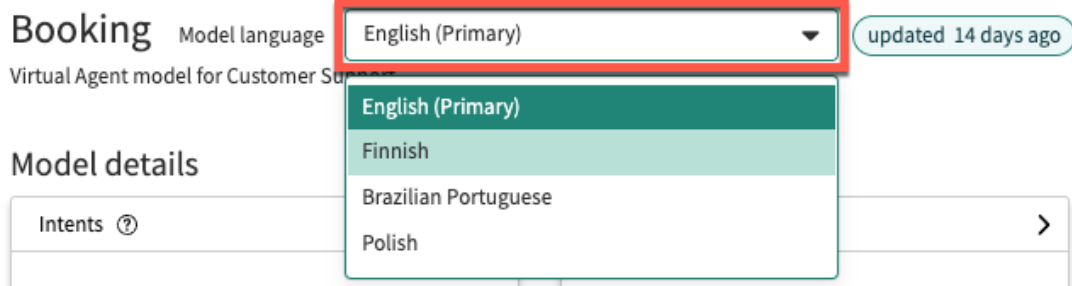 Booking Model language English (Primary) updated 14 days ago
Virtual Agent model for Customer Support
English (Primary)
Finnish
Model details
Brazilian Portuguese
Intents ?
Polish